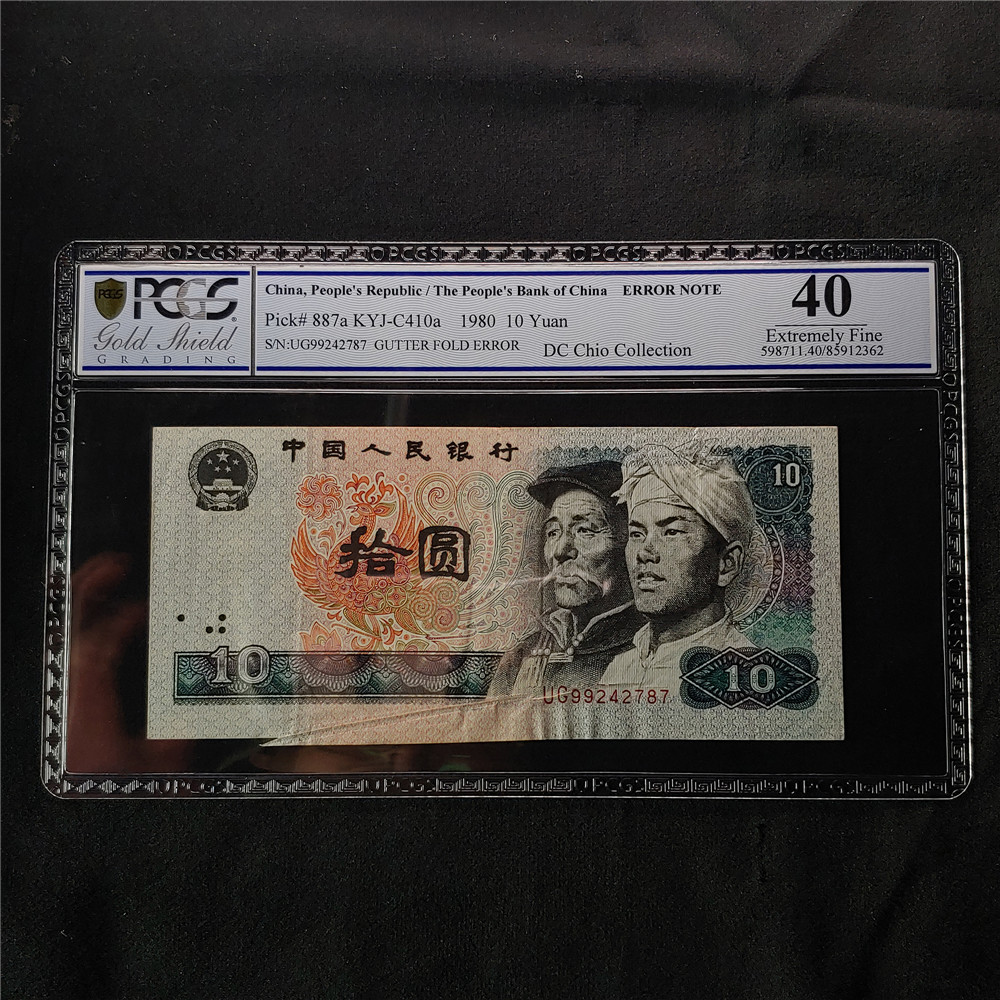 PCGS
PCGS
Gold Shield
GRADING
China, People's Republic / The People's Bank of China ERROR NOTE
Pick# 887a KYJ-C410a 1980 10 Yuan
S/N:UG99242787 GUTTER FOLD ERROR
DC Chio Collection
40
Extremely Fine
598711.40/85912362
中国人民银行
10
拾圆
10
UG99242787
10